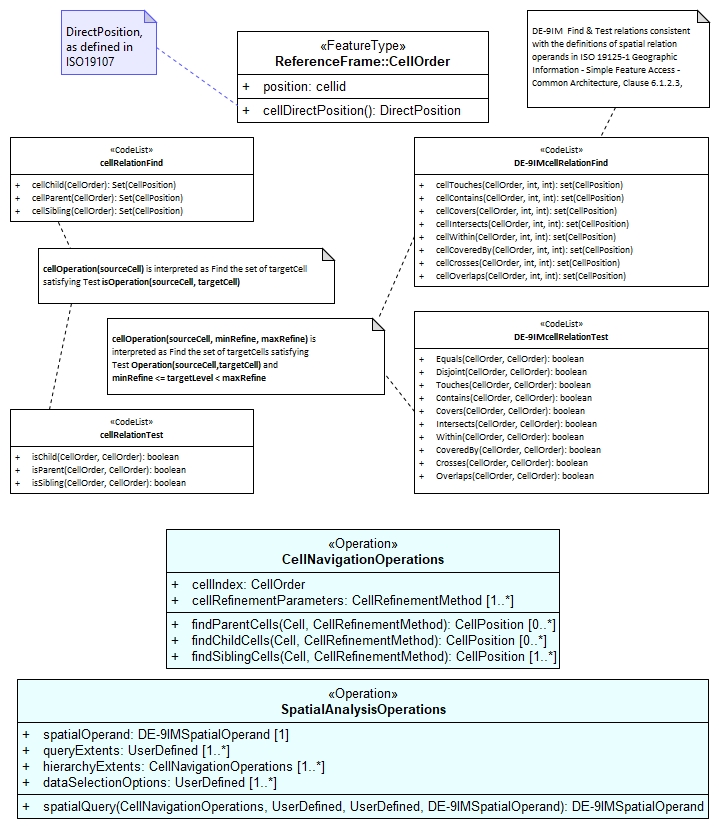 DirectPosition,
as defined in
ISO19107
«FeatureType»
ReferenceFrame::CellOrder
+ position: cellid
+ cellDirectPosition(): DirectPosition
DE-9IM Find & Test relations consistent
with the definitions of spatial relation
operands in ISO 19125-1 Geographic
Information - Simple Feature Access -
Common Architecture, Clause 6.1.2.3,
«CodeList»
cellRelationFind
+ cellChild(CellOrder): Set(CellPosition)
+ cellParent(CellOrder): Set(CellPosition)
+ cellSibling(CellOrder): Set(CellPosition)
«CodeList»
DE-9IMcellRelationFind
+ cellTouches(CellOrder, int, int): set(CellPosition)
+ cellContains(CellOrder, int, int): set(CellPosition)
+ cellCovers(CellOrder, int, int): set(CellPosition)
+ cellIntersects(CellOrder, int, int): set(CellPosition)
+ cellWithin(CellOrder, int, int): set(CellPosition)
+ cellCoveredBy(CellOrder, int, int): set(CellPosition)
+ cellCrosses(CellOrder, int, int): set(CellPosition)
+ cellOverlaps(CellOrder, int, int): set(CellPosition)
cellOperation(sourceCell) is interpreted as Find the set of targetCell
satisfying Test isOperation(sourceCell, targetCell)
cellOperation(sourceCell, minRefine, maxRefine) is
interpreted as Find the set of targetCells satisfying
Test Operation(sourceCell,targetCell) and
minRefine <= targetLevel < maxRefine
«CodeList»
DE-9IMcellRelationTest
+ Equals(CellOrder, CellOrder): boolean
+ Disjoint(CellOrder, CellOrder): boolean
+ Touches(CellOrder, CellOrder): boolean
+ Contains(CellOrder, CellOrder): boolean
+ Covers(CellOrder, CellOrder): boolean
+ Intersects(CellOrder, CellOrder): boolean
+ Within(CellOrder, CellOrder): boolean
+ CoveredBy(CellOrder, CellOrder): boolean
+ Crosses(CellOrder, CellOrder): boolean
+ Overlaps(CellOrder, CellOrder): boolean
«CodeList»
cellRelationTest
+ isChild(CellOrder, CellOrder): boolean
+ isParent(CellOrder, CellOrder): boolean
+ isSibling(CellOrder, CellOrder): boolean
«Operation»
CellNavigationOperations
+ cellIndex: CellOrder
+ cellRefinementParameters: CellRefinementMethod [1..*]
+ findParentCells(Cell, CellRefinementMethod): CellPosition [0..*]
+ findChildCells(Cell, CellRefinementMethod): CellPosition [0..*]
+ findSiblingCells(Cell, CellRefinementMethod): CellPosition [1..*]
«Operation»
SpatialAnalysisOperations
+ spatialOperand: DE-9IMSpatialOperand [1]
+ queryExtents: UserDefined [1..*]
+ hierarchyExtents: CellNavigationOperations [1..*]
+ dataSelectionOptions: UserDefined [1..*]
+ spatialQuery(CellNavigationOperations, UserDefined, UserDefined, DE-9IMSpatialOperand): DE-9IMSpatialOperand